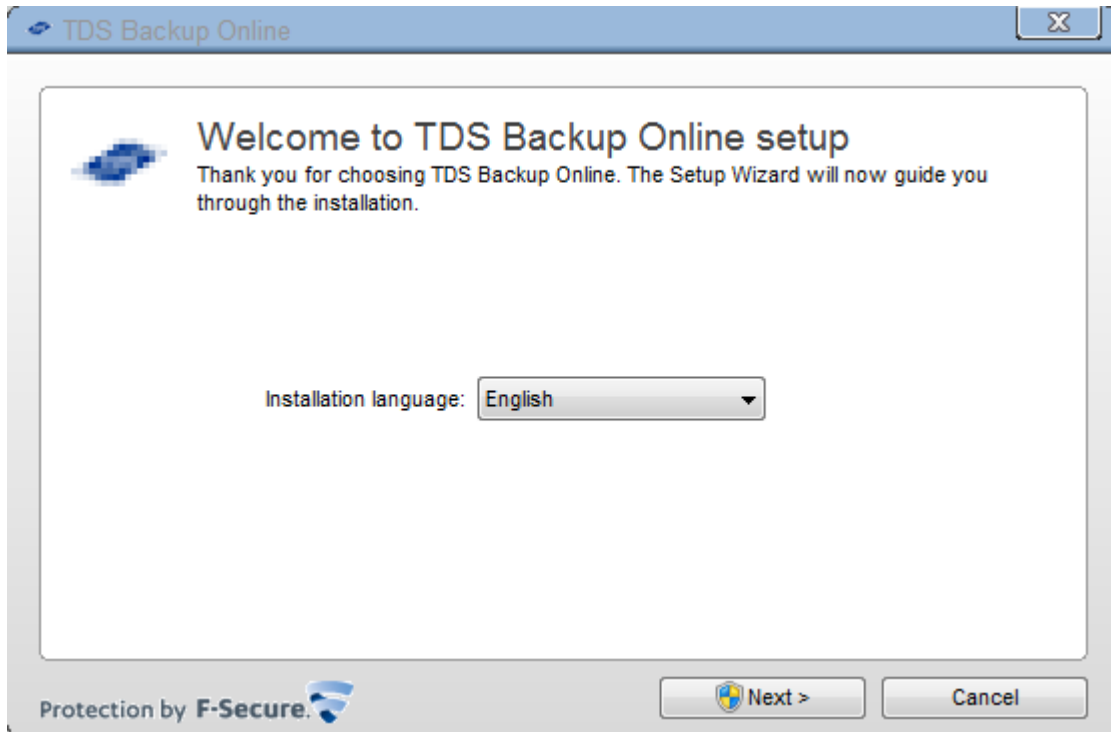 TDS Backup Online
Welcome to TDS Backup Online setup
Thank you for choosing TDS Backup Online. The Setup Wizard will now guide you
through the installation.
Installation language: English
Protection by F-Secure.
Next >
Cancel